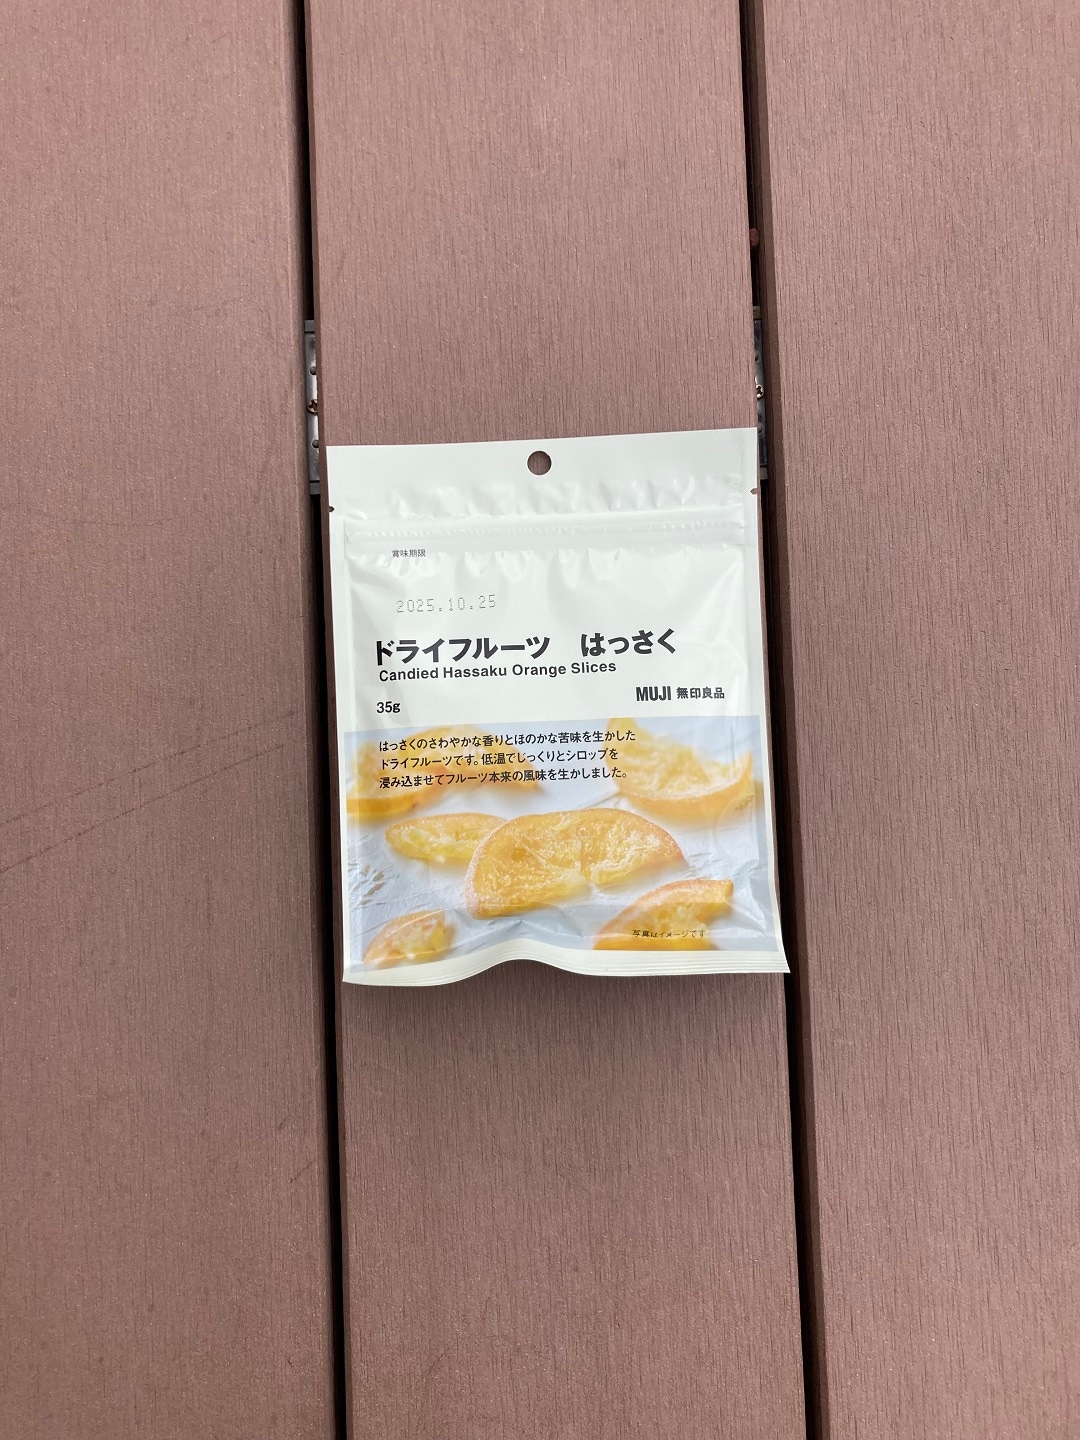 賞味期限
2025.10.25
ドライフルーツ はっさく
Candied Hassaku Orange Slices
35g
MUJI 無印良品
はっさくのさわやかな香りとほのかな苦味を生かした
ドライフルーツです。低温でじっくりとシロップを
浸み込ませてフルーツ本来の風味を生かしました。
写真はイメージです